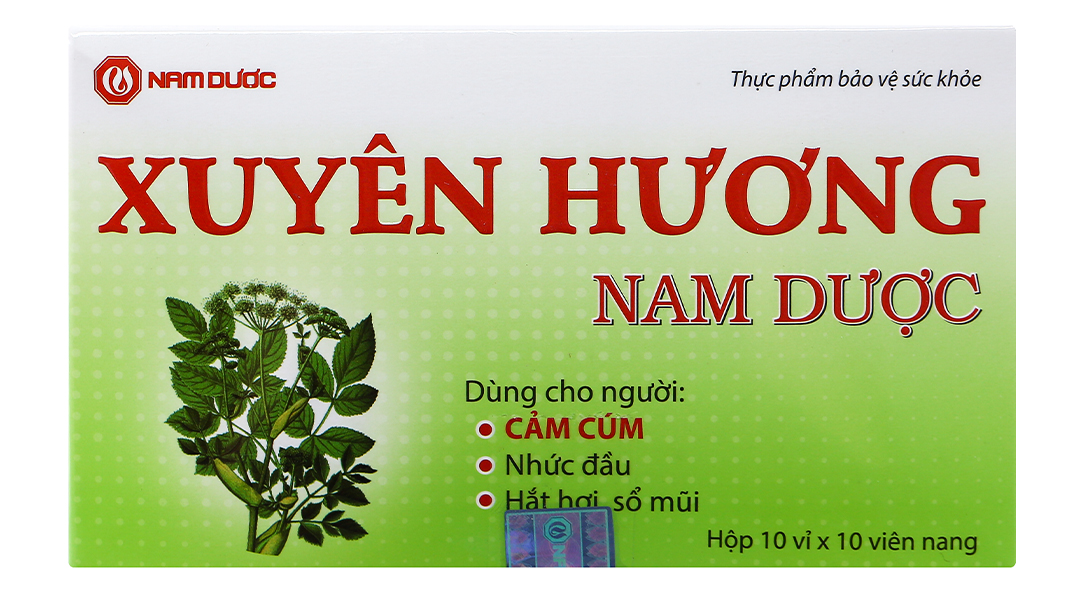 NAM DƯỢC
Thực phẩm bảo vệ sức khỏe
XUYÊN HƯƠNG
NAM DƯỢC
Dùng cho người:
CẢM CÚM
Nhức đầu
Hắt hơi, sổ mũi
Hộp 10 vỉ x 10 viên nang